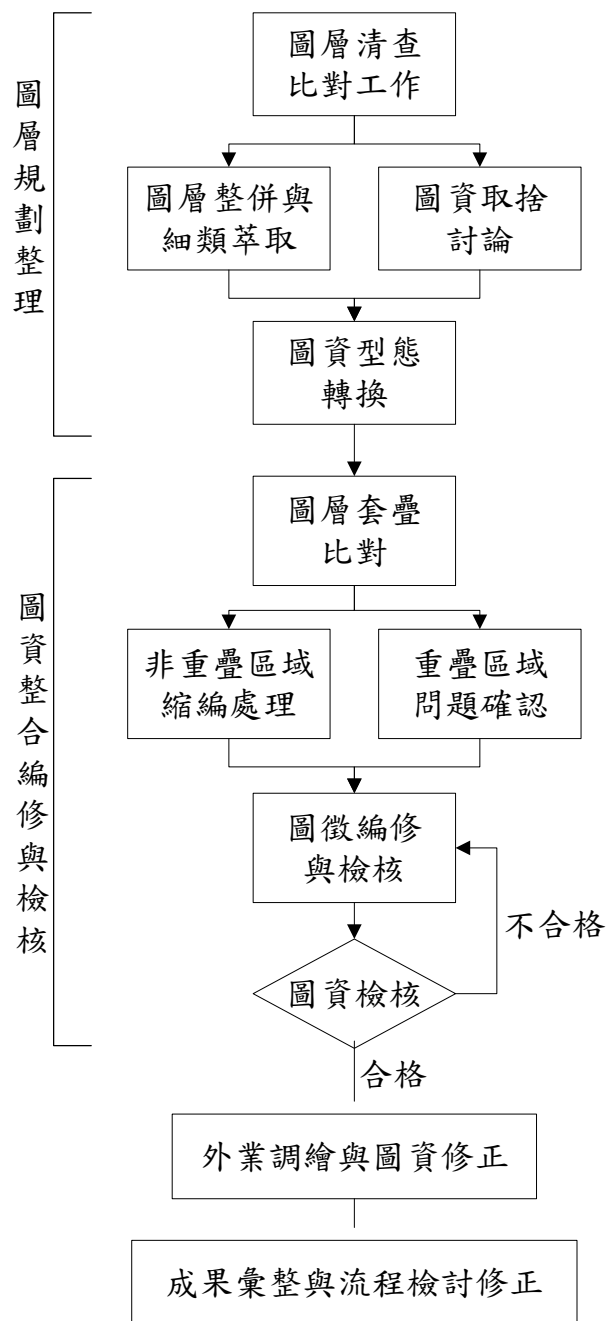 圖層規劃整理
圖層清查
比對工作
圖層整併與
細類萃取
圖資取捨
討論
圖資型態
轉換
圖資整合編修與檢核
圖層套疊
比對
非重疊區域
縮編處理
重疊區域
問題確認
圖徵編修
與檢核
不合格
圖資檢核
合格
外業調繪與圖資修正
成果彙整與流程檢討修正